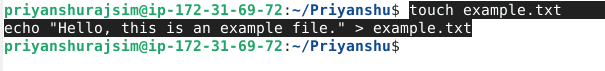 priyanshurajsim@ip-172-31-69-72:~/Priyanshu$ touch example.txt
echo "Hello, this is an example file." > example.txt
priyanshurajsim@ip-172-31-69-72:~/Priyanshu$